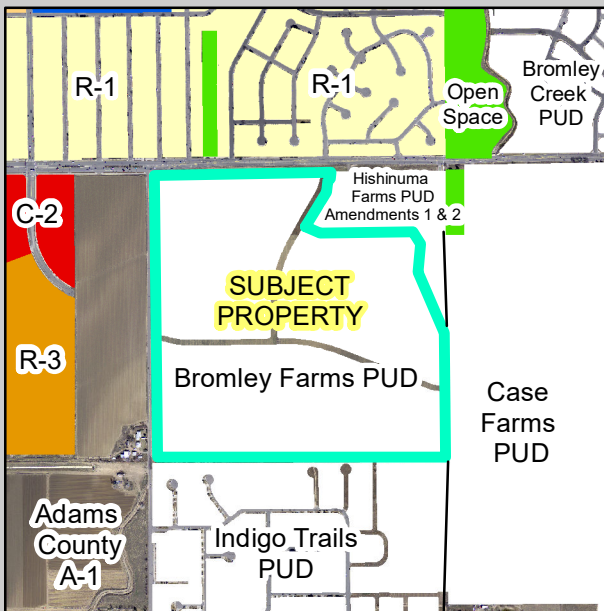 R-1
R-1
Open
Space
Bromley
Creek
PUD
C-2
Hishinuma
Farms PUD
Amendments 1 & 2
SUBJECT
PROPERTY
R-3
Bromley Farms PUD
Case
Farms
PUD
Adams
County
A-1
Indigo Trails
PUD